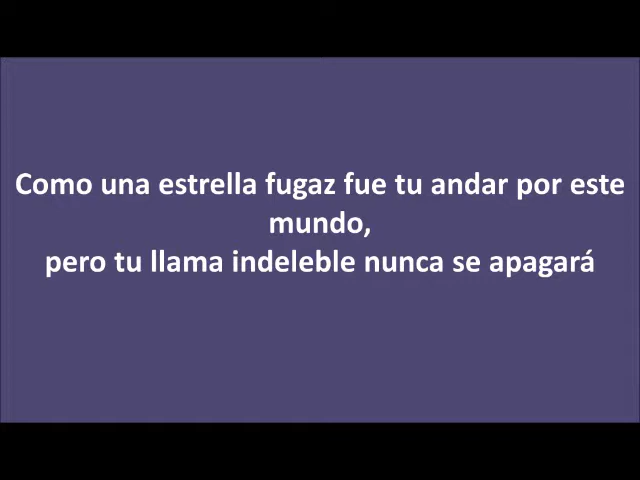 Como una estrella fugaz fue tu andar por este
mundo,
pero tu llama indeleble nunca se apagará